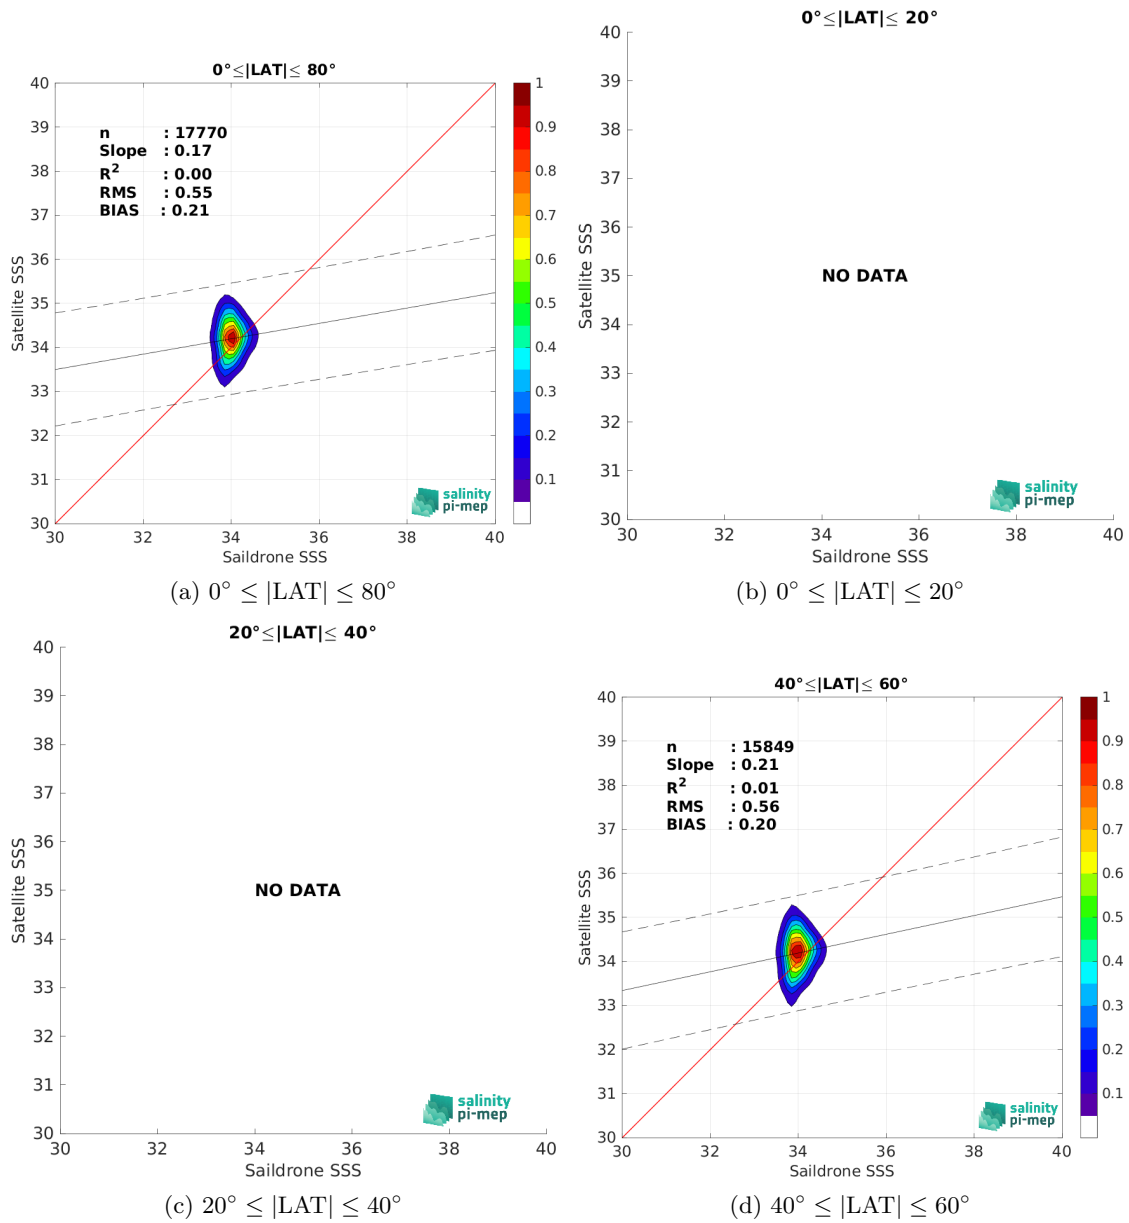 0°≤|LAT|≤ 80°
40
39
38
37
36
35
34
33
32
31
30
Satellite SSS
n : 17770
Slope : 0.17
R² : 0.00
RMS : 0.55
BIAS : 0.21
1
0.9
0.8
0.7
0.6
0.5
0.4
0.3
0.2
0.1
salinity
pi-mep
30 32 34 36 38 40
Saildrone SSS
(a) 0° ≤ |LAT| ≤ 80°
0°≤|LAT|≤ 20°
40
39
38
37
36
35
34
33
32
31
30
Satellite SSS
NO DATA
salinity
pi-mep
30 32 34 36 38 40
Saildrone SSS
(b) 0° ≤ |LAT| ≤ 20°
20°≤|LAT|≤ 40°
40
39
38
37
36
35
34
33
32
31
30
Satellite SSS
NO DATA
salinity
pi-mep
30 32 34 36 38 40
Saildrone SSS
(c) 20° ≤ |LAT| ≤ 40°
40°≤|LAT|≤ 60°
40
39
38
37
36
35
34
33
32
31
30
Satellite SSS
n : 15849
Slope : 0.21
R² : 0.01
RMS : 0.56
BIAS : 0.20
1
0.9
0.8
0.7
0.6
0.5
0.4
0.3
0.2
0.1
salinity
pi-mep
30 32 34 36 38 40
Saildrone SSS
(d) 40° ≤ |LAT| ≤ 60°